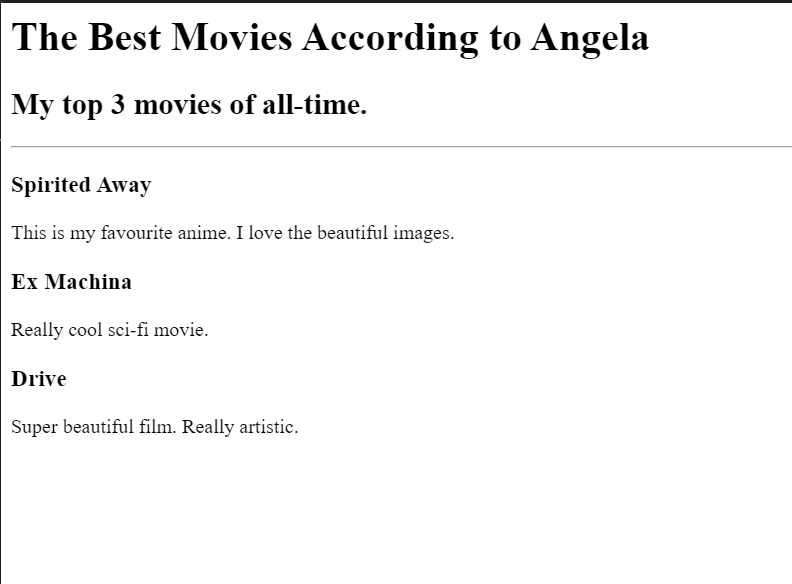 The Best Movies According to Angela
My top 3 movies of all-time.
Spirited Away
This is my favourite anime. I love the beautiful images.
Ex Machina
Really cool sci-fi movie.
Drive
Super beautiful film. Really artistic.